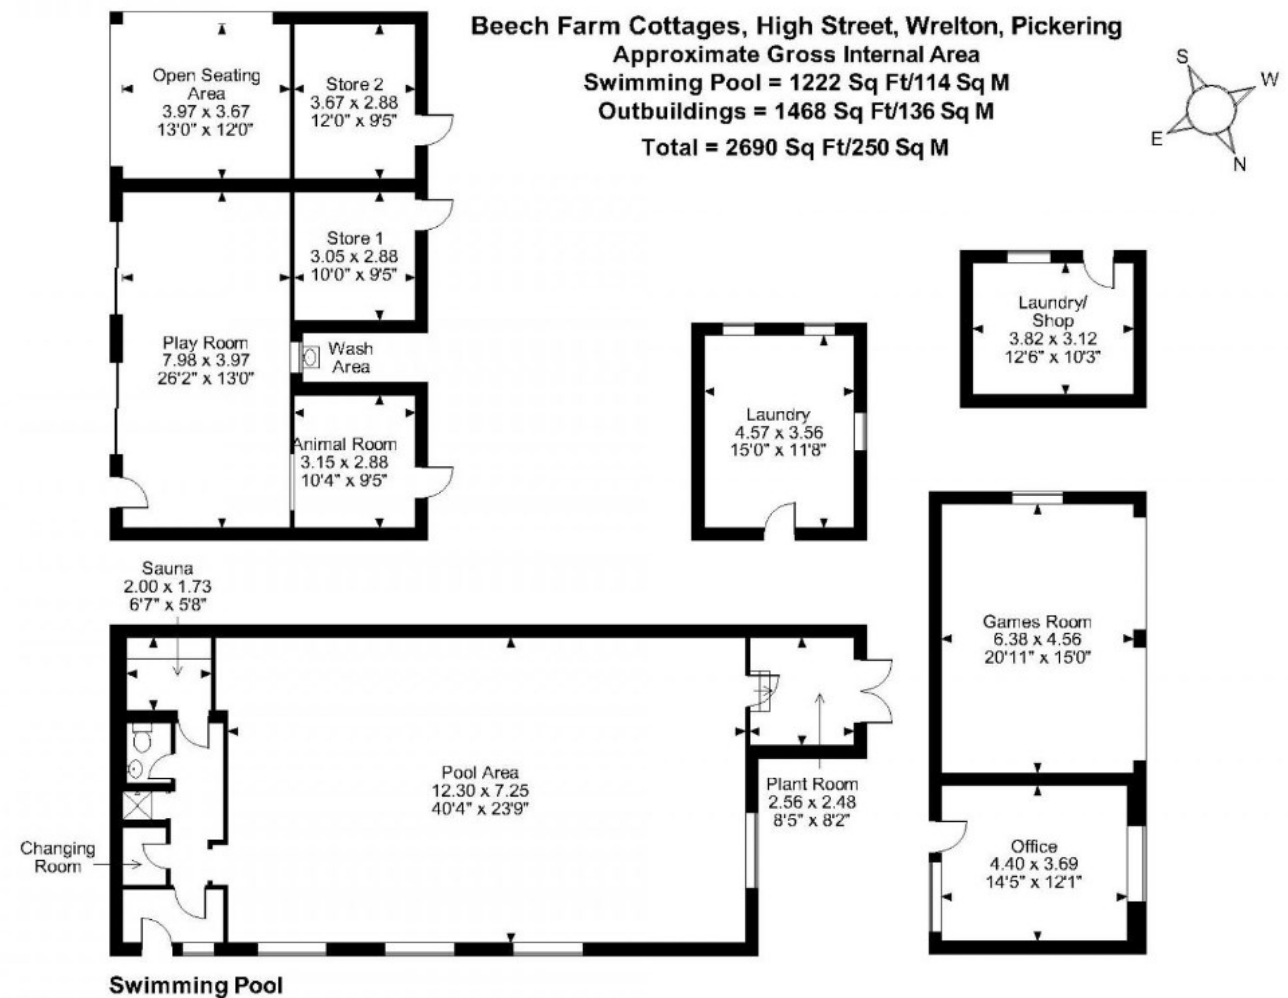 Beech Farm Cottages, High Street, Wrelton, Pickering
Approximate Gross Internal Area
Swimming Pool = 1222 Sq Ft/114 Sq M
Outbuildings = 1468 Sq Ft/136 Sq M
Total = 2690 Sq Ft/250 Sq M
S
W
E
N
Open Seating
Area
3.97 x 3.67
13'0" x 12'0"
Store 2
3.67 x 2.88
12'0" x 9'5"
Store 1
3.05 x 2.88
10'0" x 9'5"
Play Room
7.98 x 3.97
26'2" x 13'0"
Wash
Area
Animal Room
3.15 x 2.88
10'4" x 9'5"
Laundry/
Shop
3.82 x 3.12
12'6" x 10'3"
Laundry
4.57 x 3.56
15'0" x 11'8"
Sauna
2.00 x 1.73
6'7" x 5'8"
Games Room
6.38 x 4.56
20'11" x 15'0"
Pool Area
12.30 x 7.25
40'4" x 23'9"
Plant Room
2.56 x 2.48
8'5" x 8'2"
Changing
Room
Office
4.40 x 3.69
14'5" x 12'1"
Swimming Pool